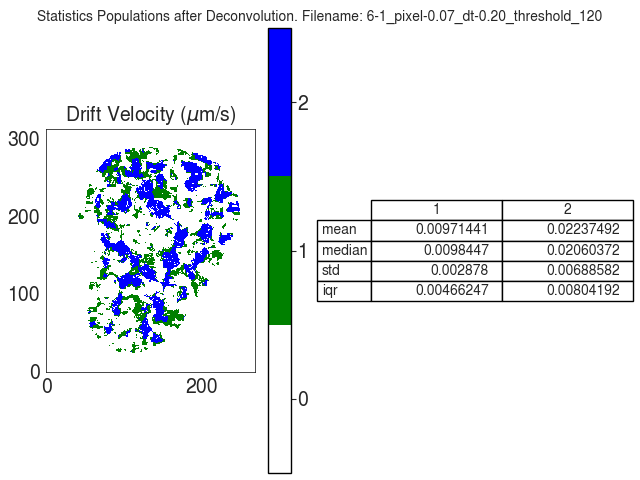 Statistics Populations after Deconvolution. Filename: 6-1_pixel-0.07_dt-0.20_threshold_120
Drift Velocity (μm/s)
300
200
100
0
0 200
2
1
0
1 2
mean 0.00971441 0.02237492
median 0.0098447 0.02060372
std 0.002878 0.00688582
iqr 0.00466247 0.00804192